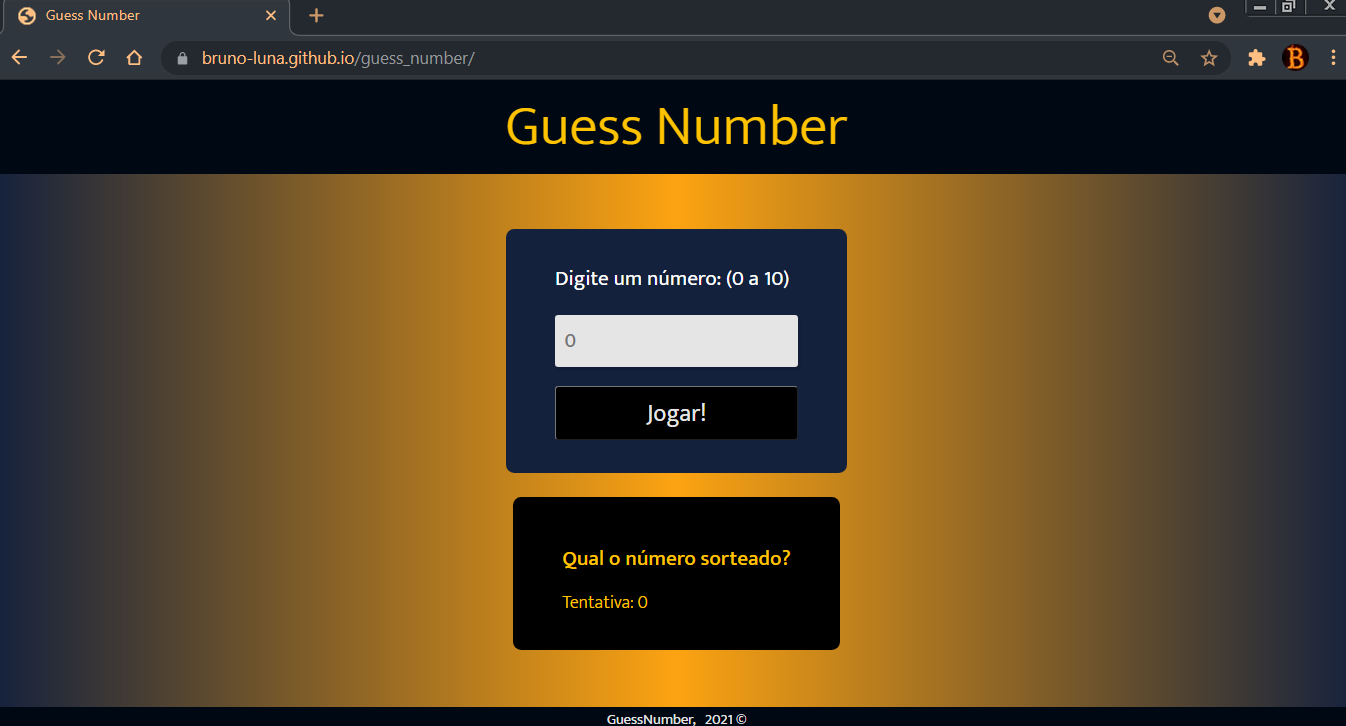 Guess Number
bruno-luna.github.io/guess_number/
B
Guess Number
Digite um número: (0 a 10)
0
Jogar!
Qual o número sorteado?
Tentativa: 0
GuessNumber, 2021 ©